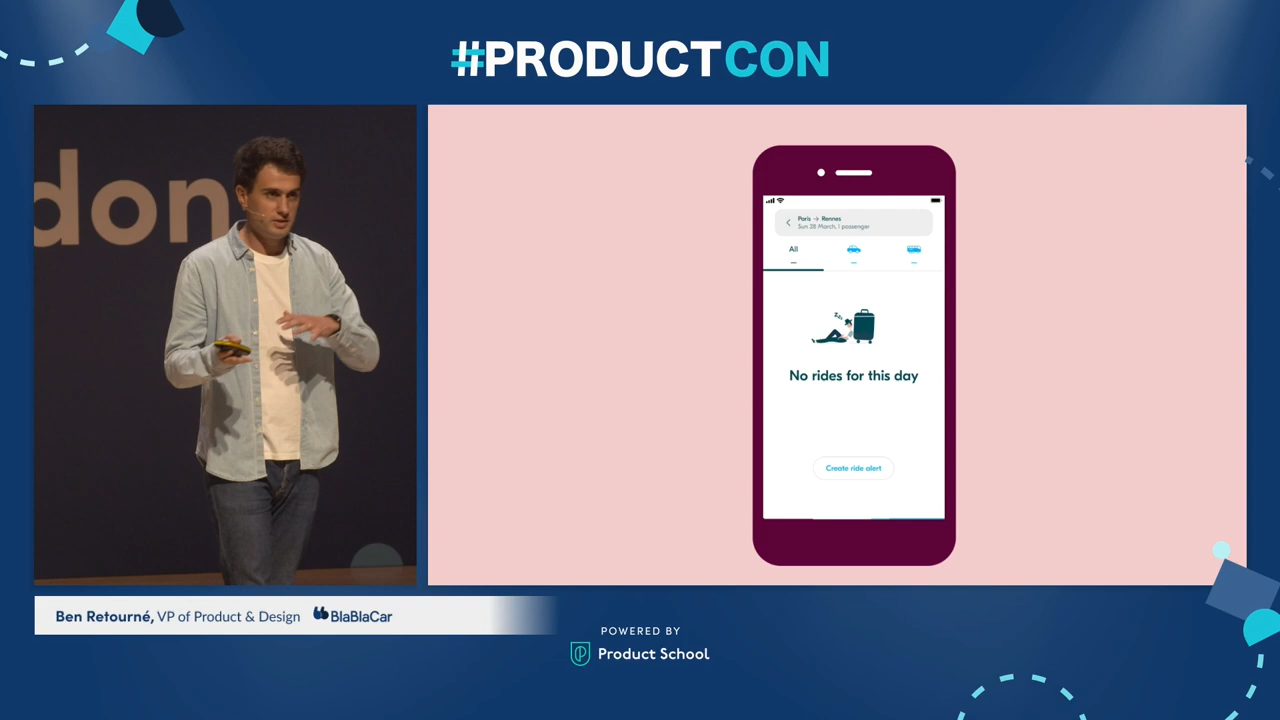 #PRODUCTCON
don
Paris → Rennes
Sun 28 March, 1 passenger
All
zzz
No rides for this day
Create ride alert
Ben Retourné, VP of Product & Design BlaBlaCar
POWERED BY
Product School